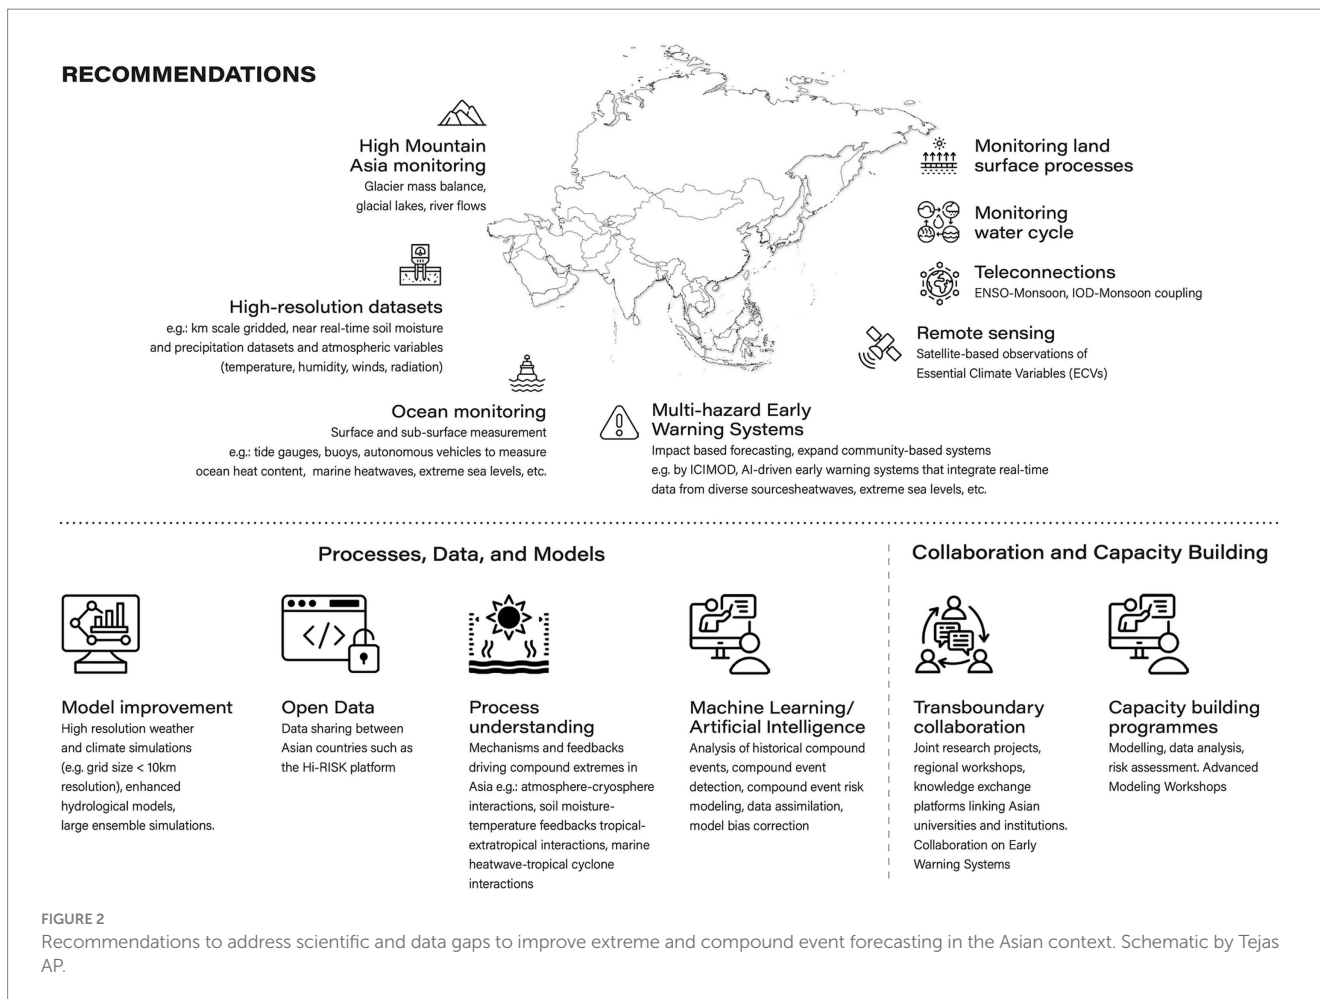 RECOMMENDATIONS
High Mountain
Asia monitoring
Glacier mass balance,
glacial lakes, river flows
High-resolution datasets
e.g.: km scale gridded, near real-time soil moisture
and precipitation datasets and atmospheric variables
(temperature, humidity, winds, radiation)
Ocean monitoring
Surface and sub-surface measurement
e.g.: tide gauges, buoys, autonomous vehicles to measure
ocean heat content, marine heatwaves, extreme sea levels, etc.
Monitoring land
surface processes
Monitoring
water cycle
Teleconnections
ENSO-Monsoon, IOD-Monsoon coupling
Remote sensing
Satellite-based observations of
Essential Climate Variables (ECVs)
Multi-hazard Early
Warning Systems
Impact based forecasting, expand community-based systems
e.g. by ICIMOD, AI-driven early warning systems that integrate real-time
data from diverse sourcesheatwaves, extreme sea levels, etc.
Processes, Data, and Models
Model improvement
High resolution weather
and climate simulations
(e.g. grid size < 10km
resolution), enhanced
hydrological models,
large ensemble simulations.
</>
Open Data
Data sharing between
Asian countries such as
the Hi-RISK platform
Process
understanding
Mechanisms and feedbacks
driving compound extremes in
Asia e.g.: atmosphere-cryosphere
interactions, soil moisture-
temperature feedbacks tropical-
extratropical interactions, marine
heatwave-tropical cyclone
interactions
Machine Learning/
Artificial Intelligence
Analysis of historical compound
events, compound event
detection, compound event risk
modeling, data assimilation,
model bias correction
Collaboration and Capacity Building
Transboundary
collaboration
Joint research projects,
regional workshops,
knowledge exchange
platforms linking Asian
universities and institutions.
Collaboration on Early
Warning Systems
Capacity building
programmes
Modelling, data analysis,
risk assessment. Advanced
Modeling Workshops
FIGURE 2
Recommendations to address scientific and data gaps to improve extreme and compound event forecasting in the Asian context. Schematic by Tejas
AP.